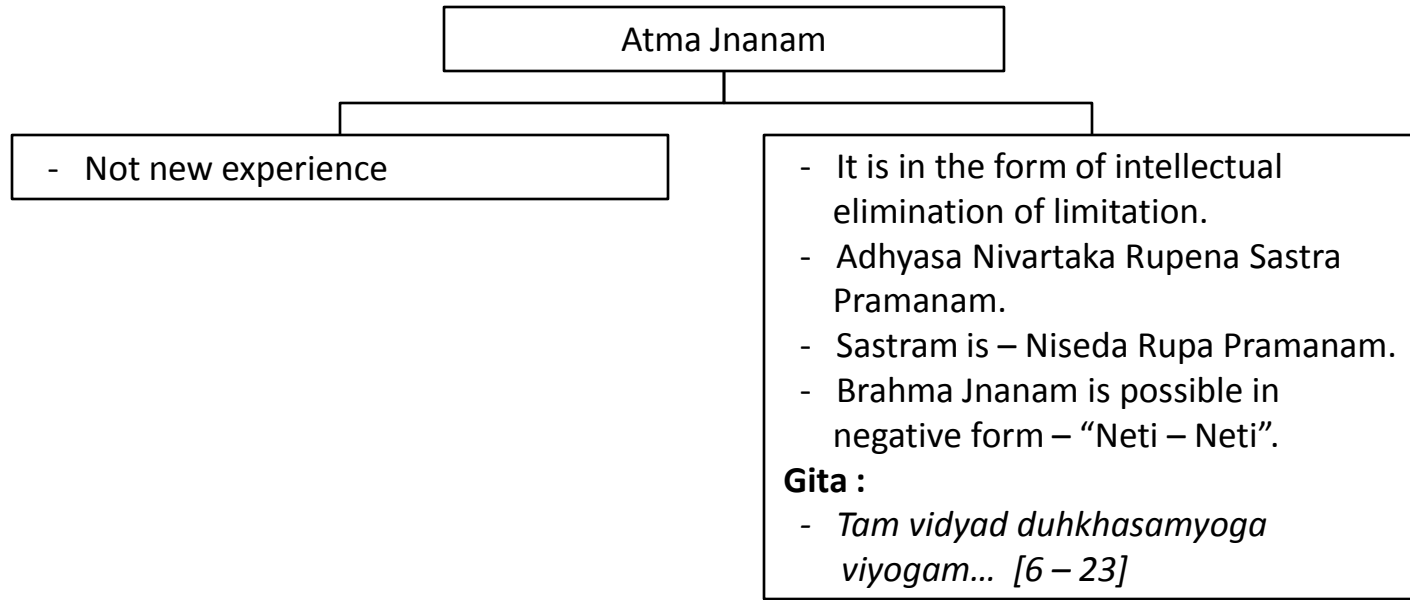 Atma Jnanam
- Not new experience
- It is in the form of intellectual
elimination of limitation.
- Adhyasa Nivartaka Rupena Sastra
Pramanam.
- Sastram is – Niseda Rupa Pramanam.
- Brahma Jnanam is possible in
negative form – “Neti – Neti”.
Gita :
- Tam vidyad duhkhasamyoga
viyogam... [6 – 23]